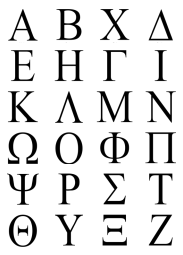 Α Β Χ Δ
Ε Η Γ Ι
Κ Λ Μ Ν
Ω Ο Φ Π
Ψ Ρ Σ Τ
Θ Υ Ξ Ζ